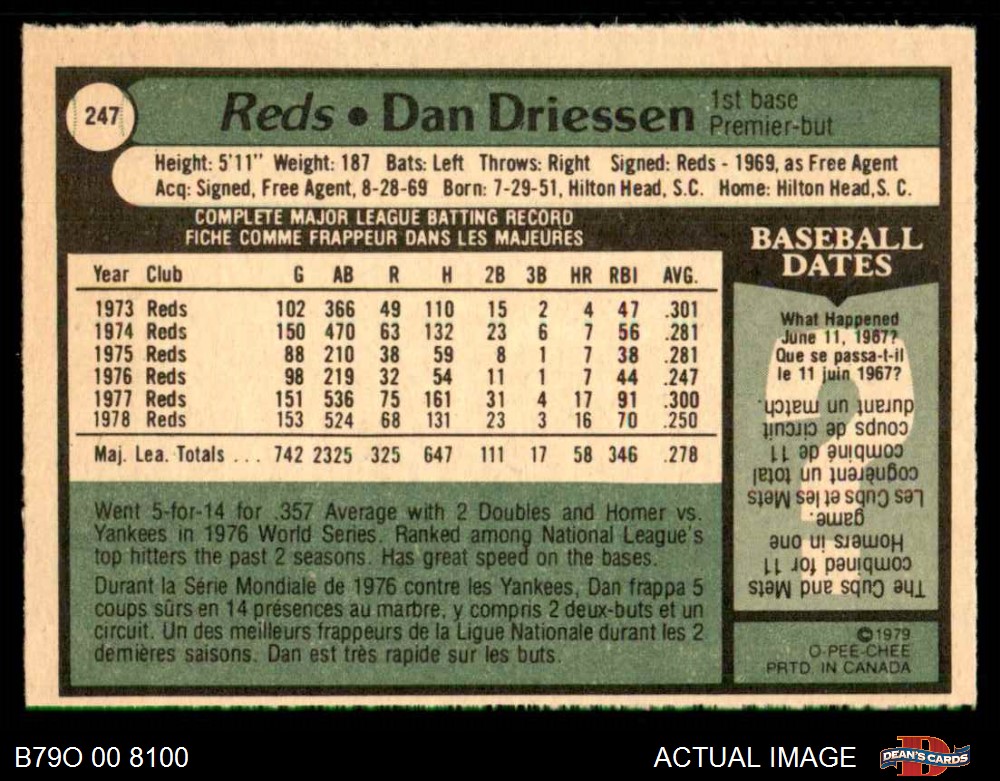 247
Reds • Dan Driessen
1st base
Premier-but
Height: 5'11" Weight: 187 Bats: Left Throws: Right Signed: Reds - 1969, as Free Agent
Acq: Signed, Free Agent, 8-28-69 Born: 7-29-51, Hilton Head, S.C. Home: Hilton Head, S. C.
COMPLETE MAJOR LEAGUE BATTING RECORD
FICHE COMME FRAPPEUR DANS LES MAJEURES
Year Club G AB R H 2B 3B HR RBI AVG.
1973 Reds 102 366 49 110 15 2 4 47 .301
1974 Reds 150 470 63 132 23 6 7 56 .281
1975 Reds 88 210 38 59 8 1 7 38 .281
1976 Reds 98 219 32 54 11 1 7 44 .247
1977 Reds 151 536 75 161 31 4 17 91 .300
1978 Reds 153 524 68 131 23 3 16 70 .250
Maj. Lea. Totals ... 742 2325 325 647 111 17 58 346 .278
Went 5-for-14 for .357 Average with 2 Doubles and Homer vs.
Yankees in 1976 World Series. Ranked among National League's
top hitters the past 2 seasons. Has great speed on the bases.
Durant la Série Mondiale de 1976 contre les Yankees, Dan frappa 5
coups sûrs en 14 présences au marbre, y compris 2 deux-buts et un
circuit. Un des meilleurs frappeurs de la Ligue Nationale durant les 2
dernières saisons. Dan est très rapide sur les buts.
BASEBALL
DATES
What Happened
June 11, 1967?
Que se passa-t-il
le 11 juin 1967?
The Cubs and Mets
combined for 11
Homers in one
game.
Les Cubs et les Mets
cognèrent un total
combiné de 11
coups de circuit
durant un match.
©1979
O-PEE-CHEE
PRTD. IN CANADA
B79O 00 8100
ACTUAL IMAGE
DEAN'S CARDS